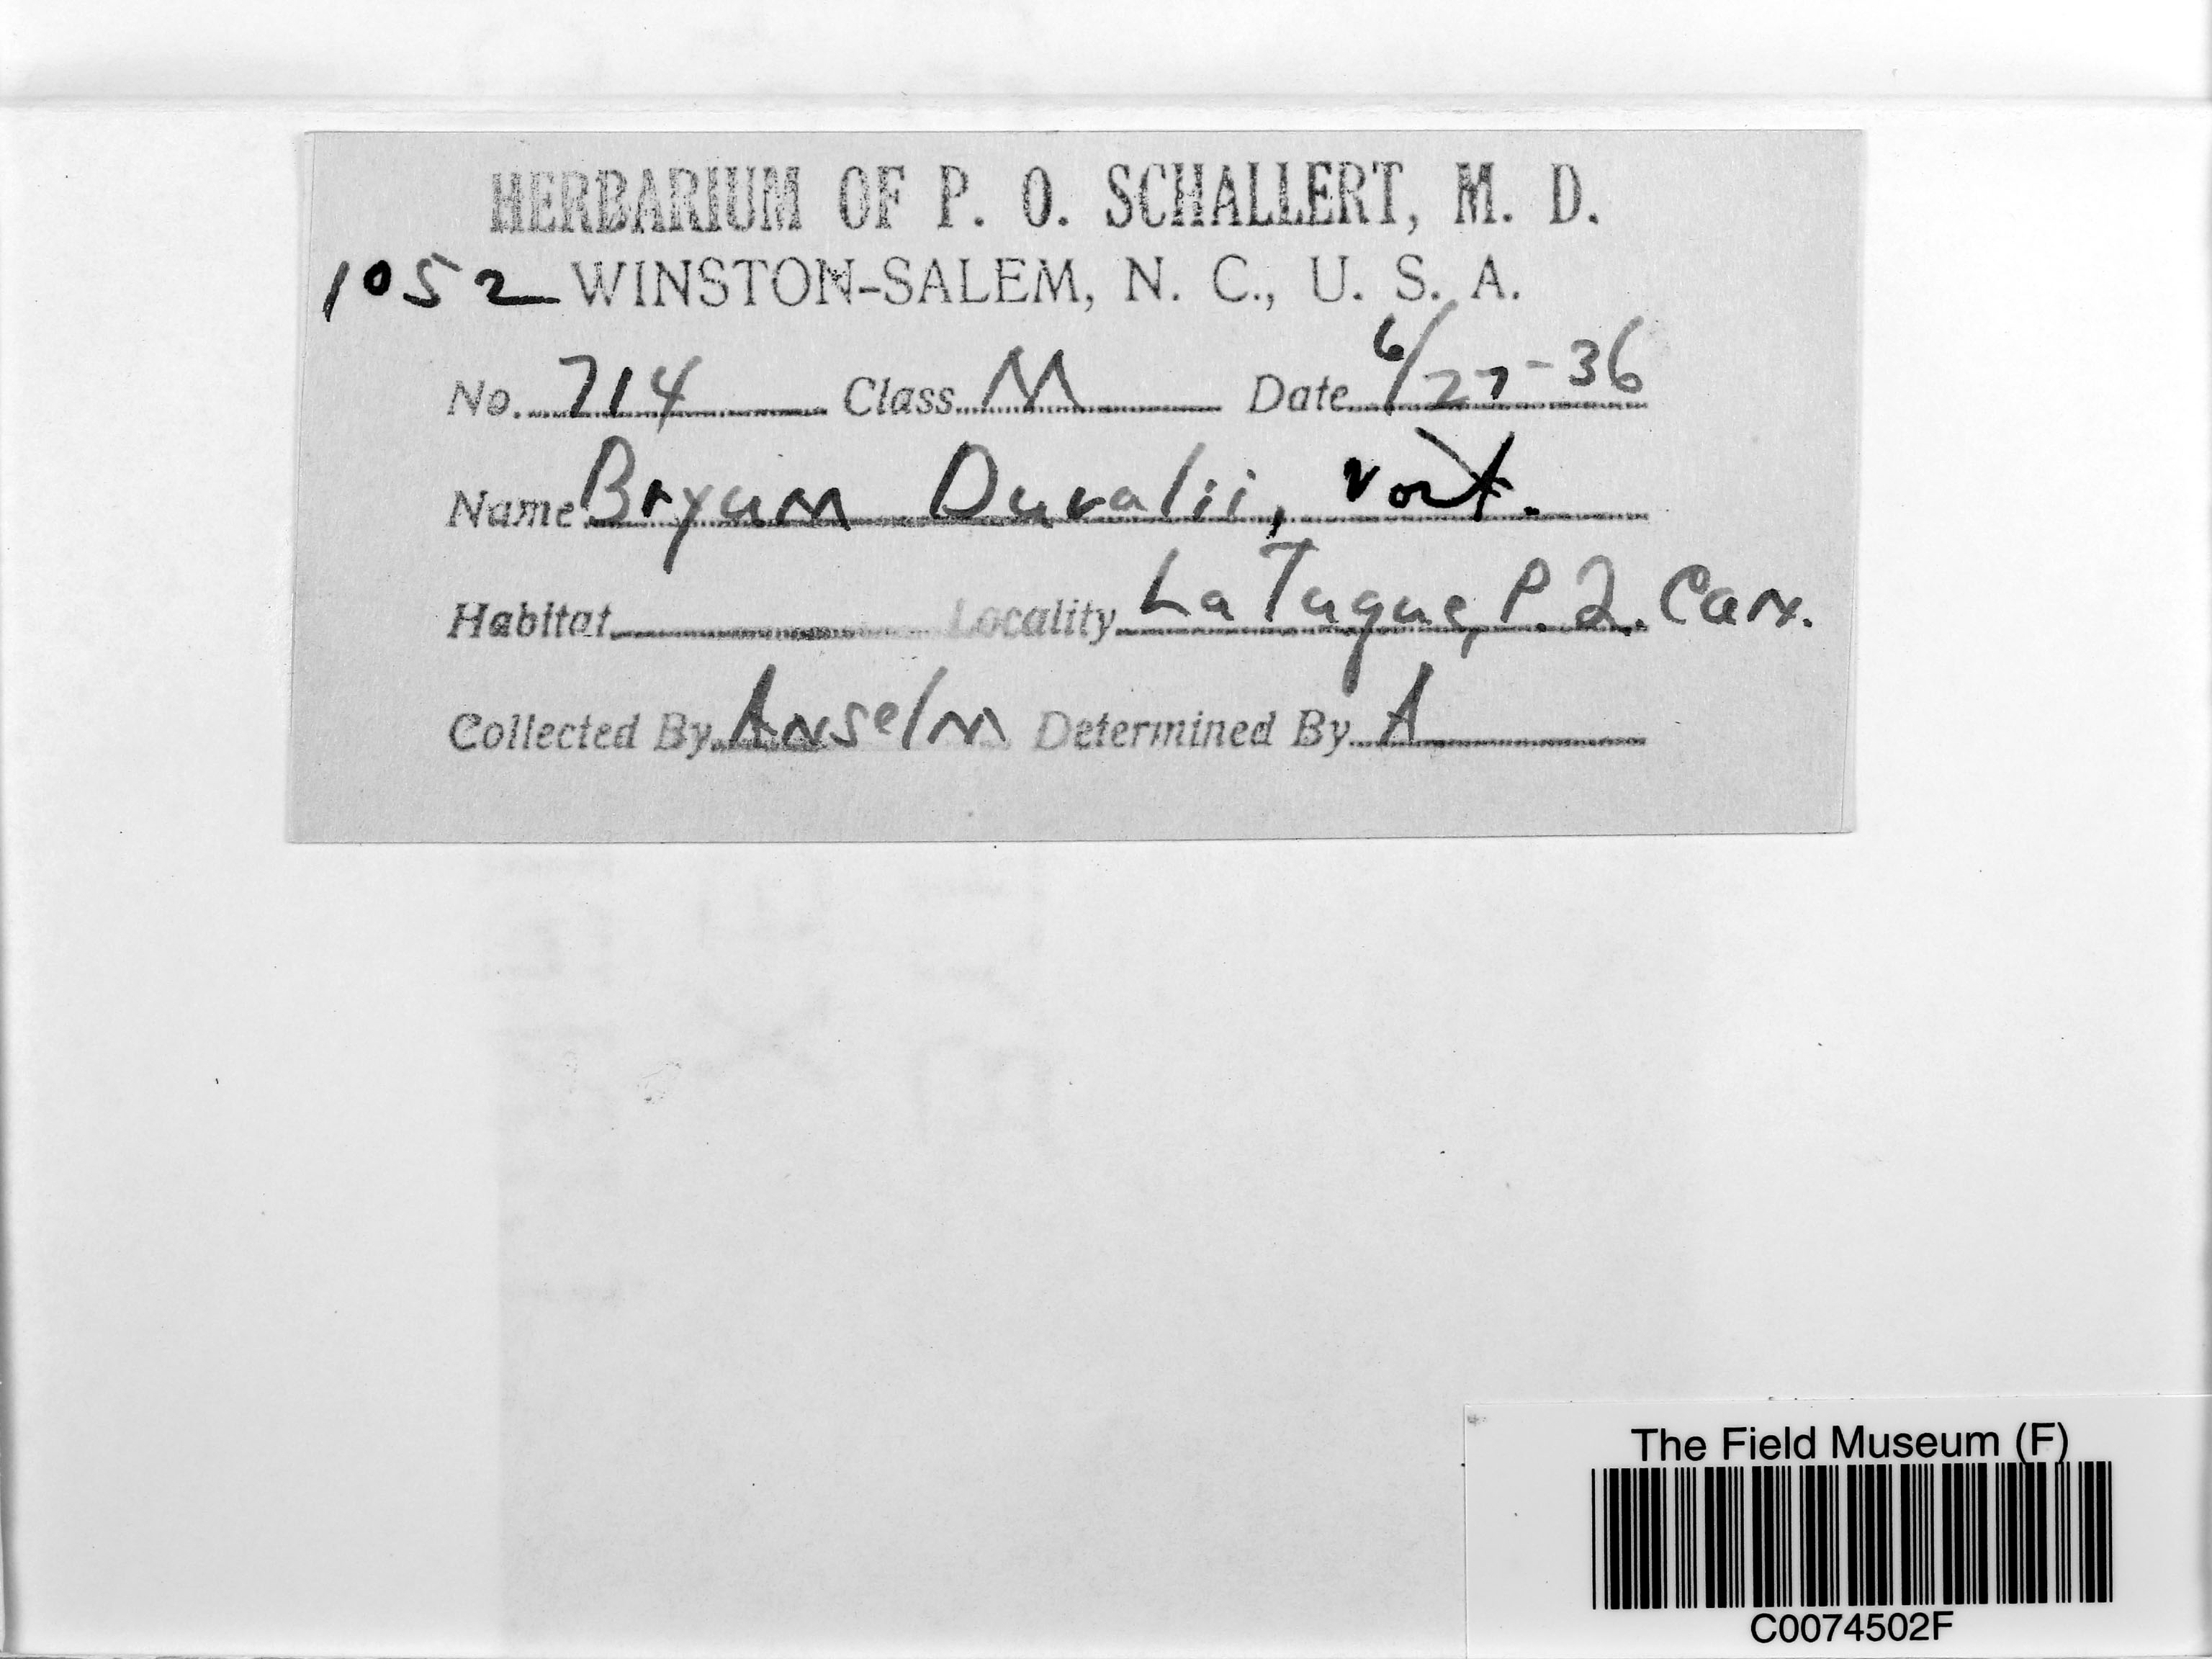 HERBARIUM OF P. O. SCHALLERT, M. D.
1052 WINSTON-SALEM, N. C., U. S. A.
No. 714 Class M Date 6/27-36
Name Bryum Duvalii, Voit.
Habitat Locality La Tuque, P. Q. Can.
Collected By Anselm Determined By A
The Field Museum (F)
C0074502F